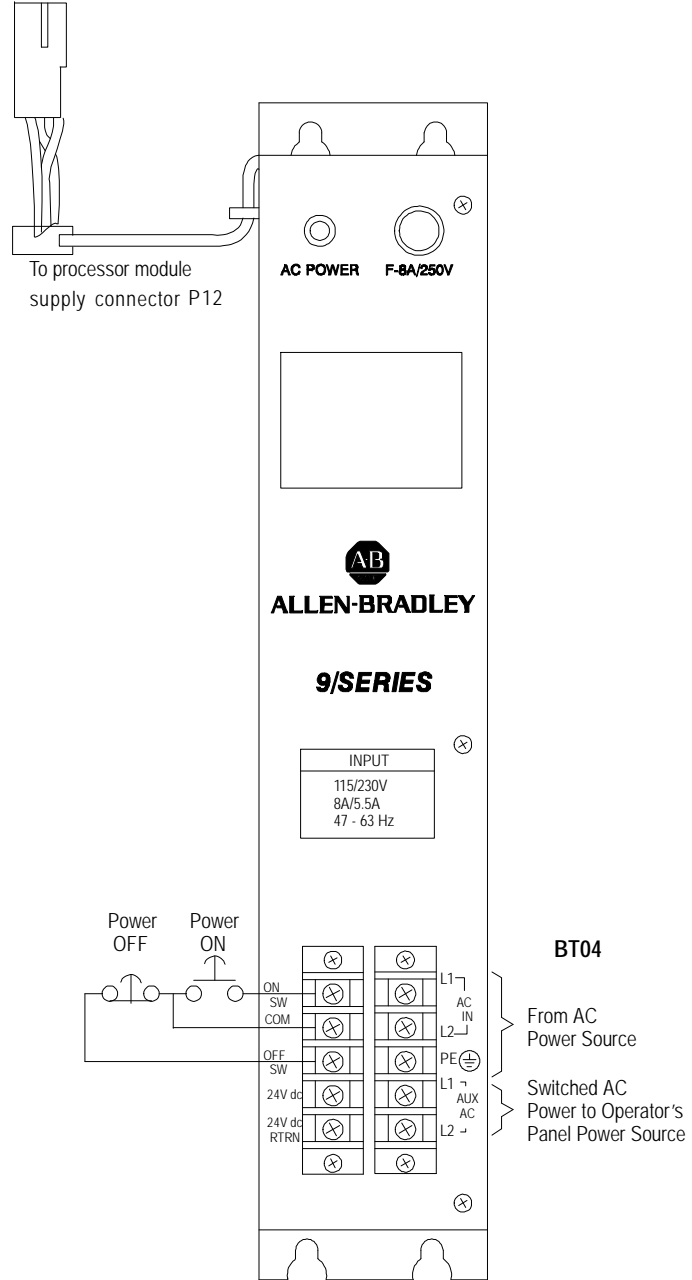 To processor module
supply connector P12
AC POWER
F-8A/250V
AB
ALLEN-BRADLEY
9/SERIES
INPUT
115/230V
8A/5.5A
47 - 63 Hz
Power
OFF
Power
ON
BT04
ON
SW
COM
OFF
SW
24V dc
24V dc
RTRN
L1
AC
IN
L2
PE
L1
AUX
AC
L2
From AC
Power Source
Switched AC
Power to Operator's
Panel Power Source